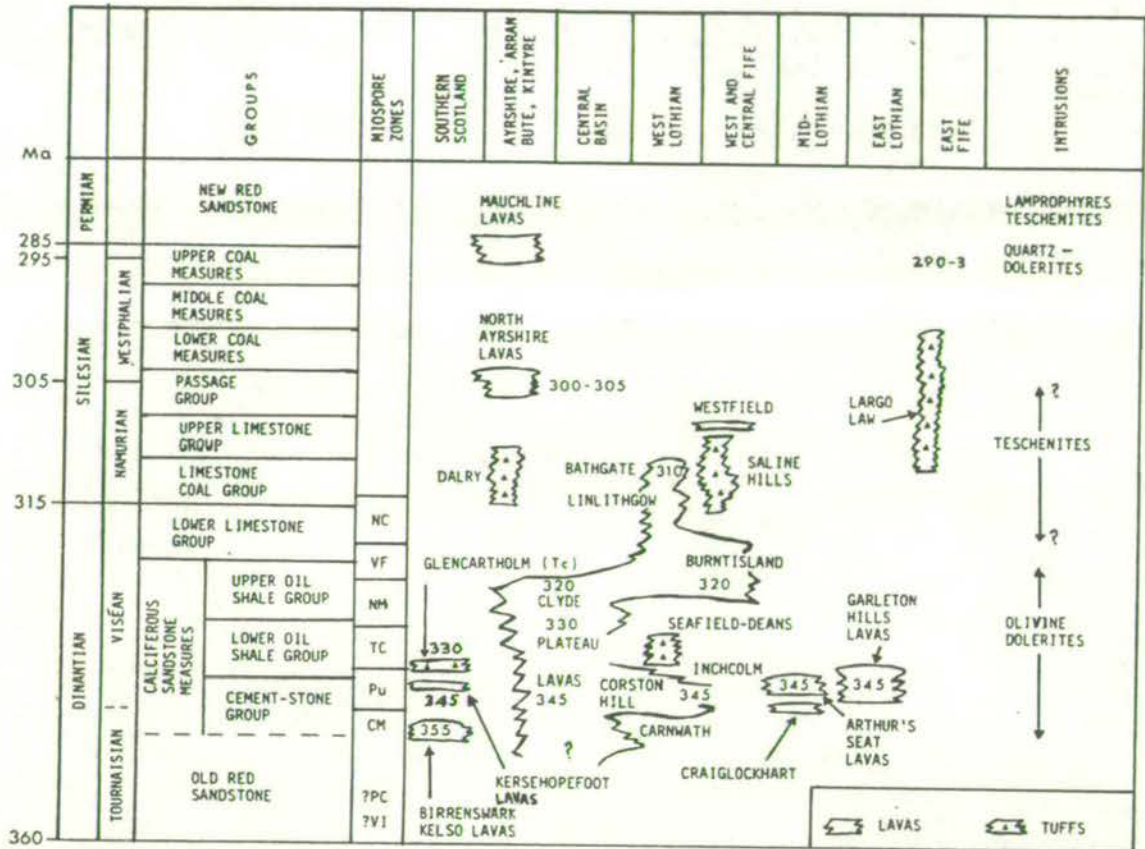 Ma
GROUPS
MIOSPORE
ZONES
SOUTHERN
SCOTLAND
AYRSHIRE, ARRAN
BUTE, KINTYRE
CENTRAL
BASIN
WEST
LOTHIAN
WEST AND
CENTRAL FIFE
MID-
LOTHIAN
EAST
LOTHIAN
EAST
FIFE
INTRUSIONS
PERMIAN
NEW RED
SANDSTONE
MAUCHLINE
LAVAS
LAMPROPHYRES
TESCHENITES
285
295
SILESIAN
WESTPHALIAN
UPPER COAL
MEASURES
290-3
QUARTZ -
DOLERITES
MIDDLE COAL
MEASURES
LOWER COAL
MEASURES
NORTH
AYRSHIRE
LAVAS
305
NAMURIAN
PASSAGE
GROUP
300-305
WESTFIELD
LARGO
LAW
?
TESCHENITES
?
UPPER LIMESTONE
GROUP
LIMESTONE
COAL GROUP
DALRY
BATHGATE
310
LINLITHGOW
SALINE
HILLS
315
DINANTIAN
VISÉAN
LOWER LIMESTONE
GROUP
NC
VF
GLENCARTHOLM (Tc)
BURNTISLAND
320
CALCIFEROUS
SANDSTONE
MEASURES
UPPER OIL
SHALE GROUP
NM
320
CLYDE
330
PLATEAU
LAVAS
345
SEAFIELD-DEANS
GARLETON
HILLS
LAVAS
OLIVINE
DOLERITES
LOWER OIL
SHALE GROUP
TC
330
INCHCOLM
CEMENT-STONE
GROUP
Pu
345
CORSTON
HILL
345
345
345
TOURNAISIAN
CM
355
?
CARNWATH
ARTHUR'S
SEAT
LAVAS
CRAIGLOCKHART
OLD RED
SANDSTONE
KERSEHOPEFOOT
LAVAS
?PC
?VI
BIRRENSWARK
KELSO LAVAS
360
LAVAS
TUFFS